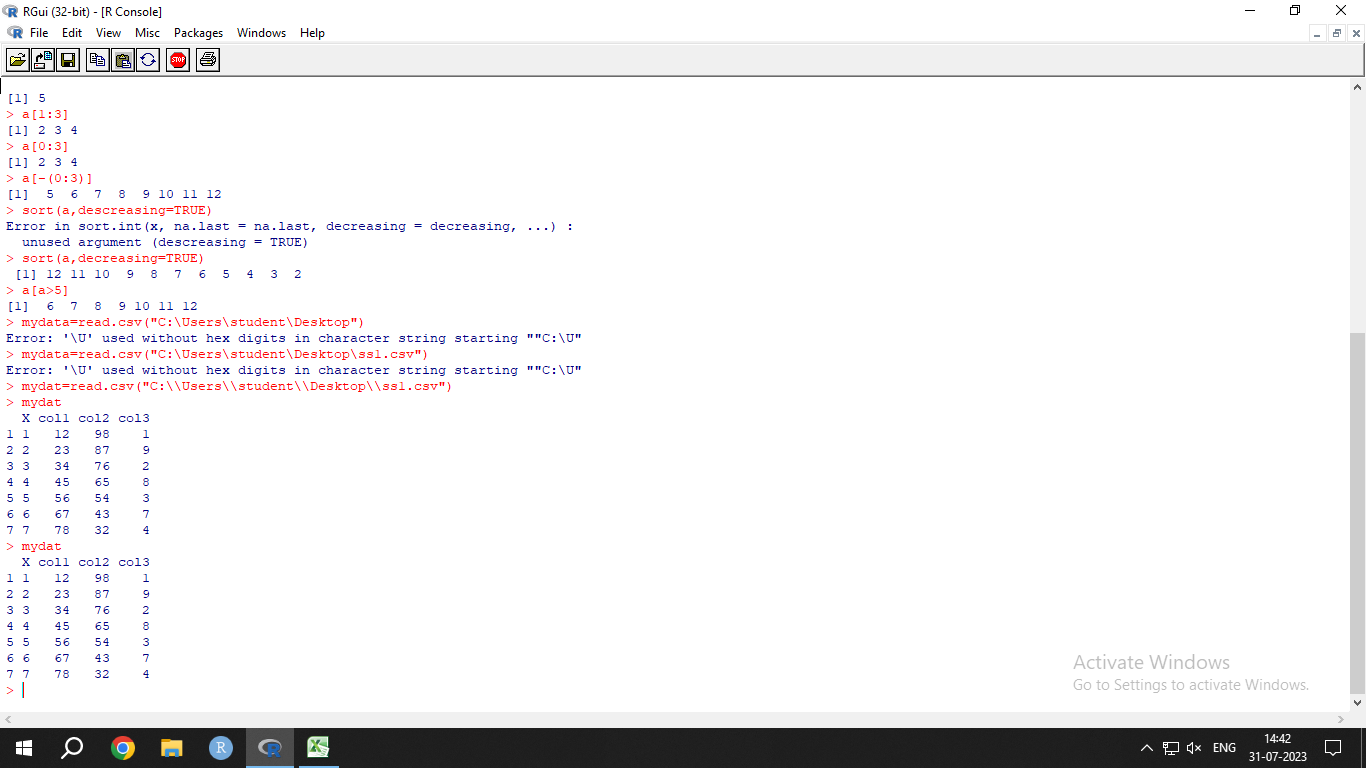 RGui (32-bit) - [R Console]
File Edit View Misc Packages Windows Help
STOP
[1] 5
> a[1:3]
[1] 2 3 4
> a[0:3]
[1] 2 3 4
> a[-(0:3)]
[1]  5  6  7  8  9 10 11 12
> sort(a,descreasing=TRUE)
Error in sort.int(x, na.last = na.last, decreasing = decreasing, ...) :
  unused argument (descreasing = TRUE)
> sort(a,decreasing=TRUE)
 [1] 12 11 10  9  8  7  6  5  4  3  2
> a[a>5]
[1]  6  7  8  9 10 11 12
> mydata=read.csv("C:\Users\student\Desktop")
Error: '\U' used without hex digits in character string starting ""C:\U"
> mydata=read.csv("C:\Users\student\Desktop\ss1.csv")
Error: '\U' used without hex digits in character string starting ""C:\U"
> mydat=read.csv("C:\\Users\\student\\Desktop\\ss1.csv")
> mydat
  X col1 col2 col3
1 1   12   98    1
2 2   23   87    9
3 3   34   76    2
4 4   45   65    8
5 5   56   54    3
6 6   67   43    7
7 7   78   32    4
> mydat
  X col1 col2 col3
1 1   12   98    1
2 2   23   87    9
3 3   34   76    2
4 4   45   65    8
5 5   56   54    3
6 6   67   43    7
7 7   78   32    4
>
Activate Windows
Go to Settings to activate Windows.
ENG
14:42
31-07-2023